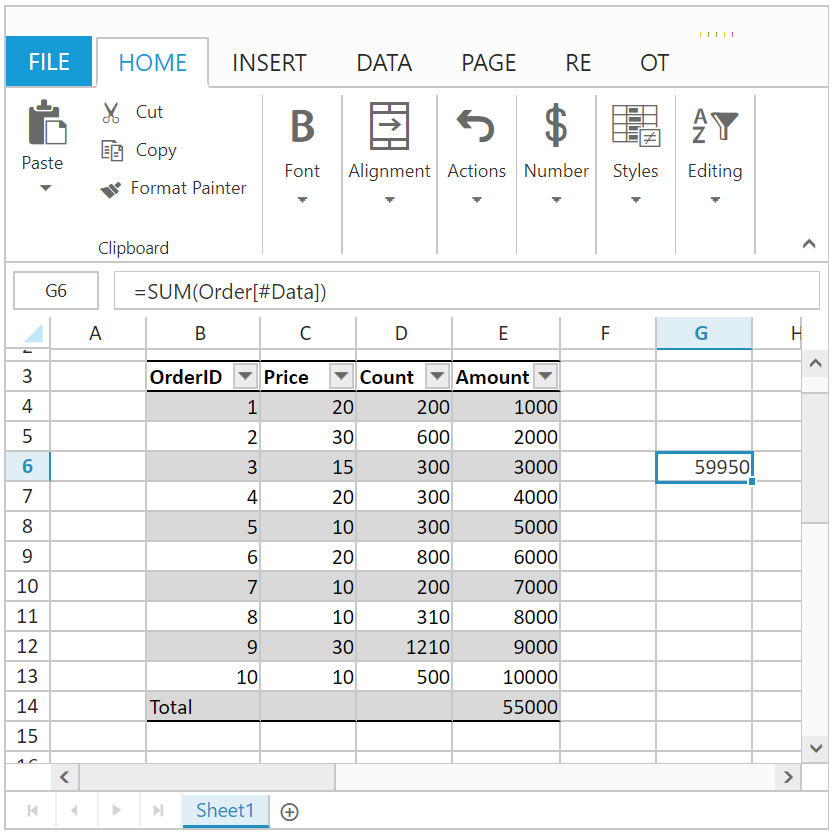 FILE HOME INSERT DATA PAGE RE OT
Cut
Copy
Paste
Format Painter
Clipboard
B $ A Z
Font Alignment Actions Number Styles Editing
G6 =SUM(Order[#Data])
A B C D E F G H
3 OrderID Price Count Amount
4 1 20 200 1000
5 2 30 600 2000
6 3 15 300 3000 59950
7 4 20 300 4000
8 5 10 300 5000
9 6 20 800 6000
10 7 10 200 7000
11 8 10 310 8000
12 9 30 1210 9000
13 10 10 500 10000
14 Total 55000
15
Sheet1